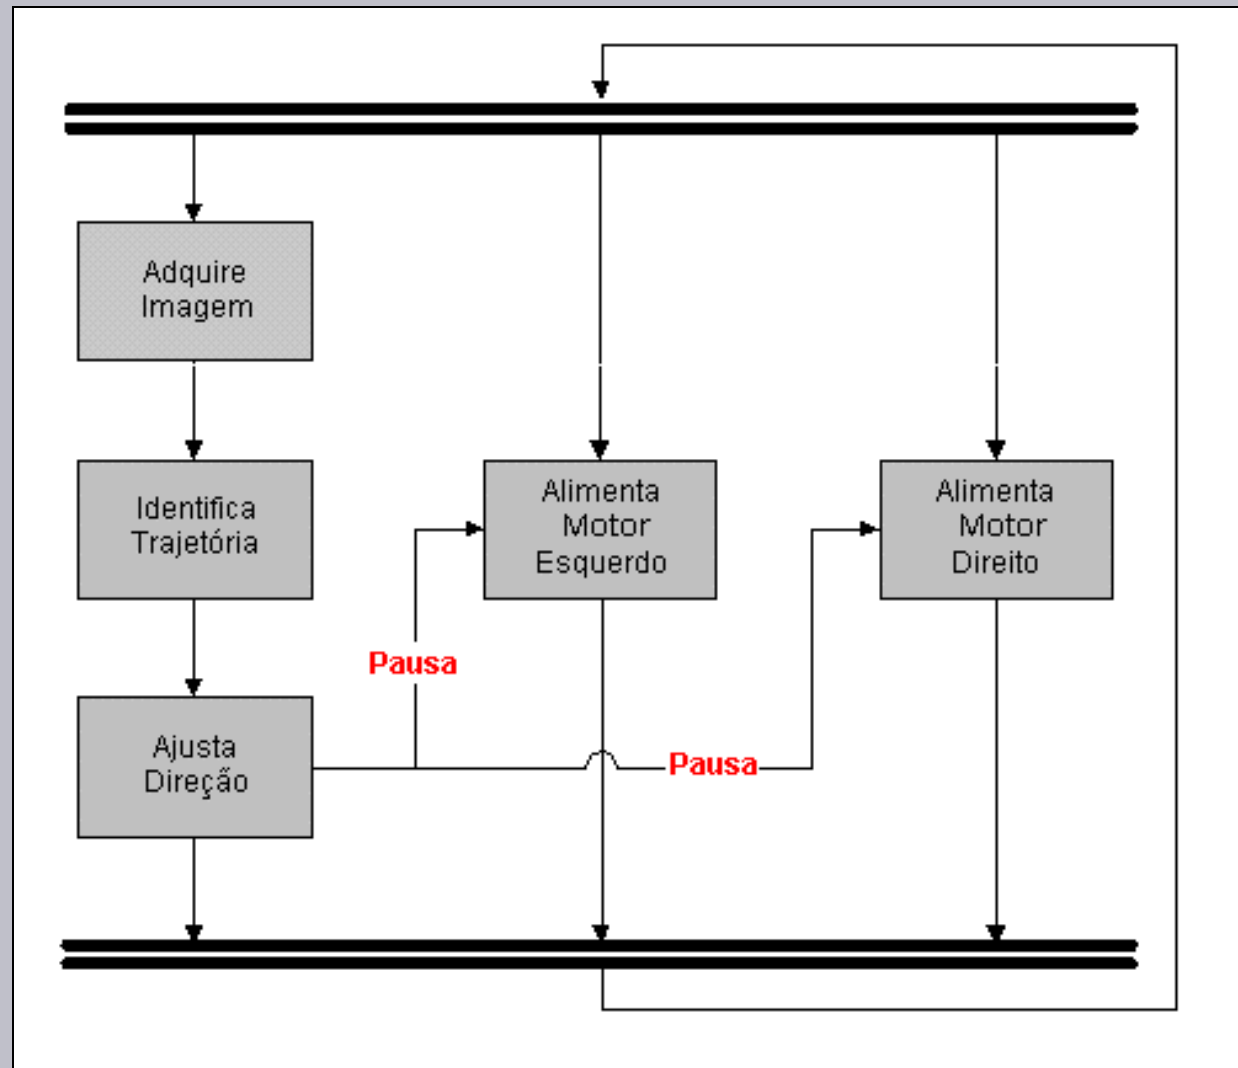 Adquire
Imagem
Identifica
Trajetória
Alimenta
Motor
Esquerdo
Alimenta
Motor
Direito
Pausa
Ajusta
Direção
Pausa